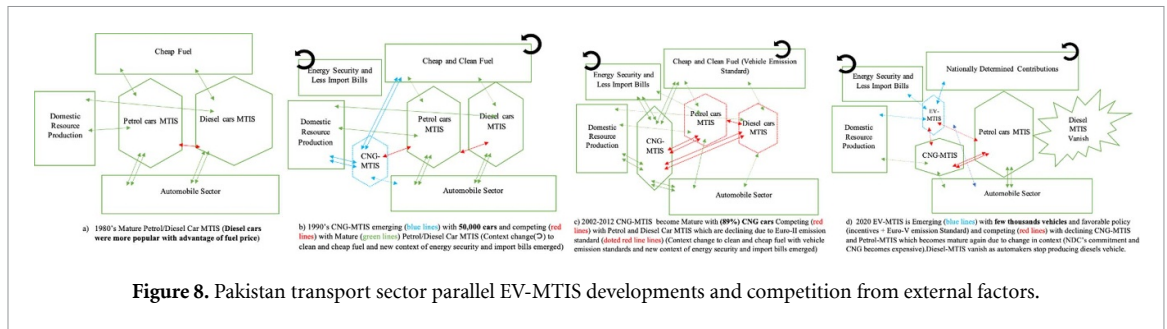 Cheap Fuel
Domestic
Resource
Production
Petrol cars
MTIS
Diesel cars
MTIS
Automobile Sector
a) 1980's Mature Petrol/Diesel Car MTIS (Diesel cars
were more popular with advantage of fuel price)
Energy Security and
Less Import Bills
Cheap and Clean Fuel
Domestic
Resource
Production
CNG-
MTIS
Petrol cars
MTIS
Diesel cars
MTIS
Automobile Sector
b) 1990's CNG-MTIS emerging (blue lines) with 50,000 cars and competing (red
lines) with Mature (green lines) Petrol/Diesel Car MTIS (Context change(⊃) to
clean and cheap fuel and new context of energy security and import bills emerged)
Energy Security and
Less Import Bills
Cheap and Clean Fuel (Vehicle Emission
Standard)
Domestic
Resource
Production
CNG-
MTIS
Petrol cars
MTIS
Diesel cars
MTIS
Automobile Sector
c) 2002-2012 CNG-MTIS become Mature with (89%) CNG cars Competing (red
lines) with Petrol and Diesel Car MTIS which are declining due to Euro-II emission
standard (doted red line lines) (Context change to clean and cheap fuel with vehicle
emission standards and new context of energy security and import bills emerged)
Energy Security and
Less Import Bills
Nationally Determined Contributions
Domestic
Resource
Production
EV-
MTIS
CNG-MTIS
Petrol cars MTIS
Diesel
MTIS
Vanish
Automobile Sector
d) 2020 EV-MTIS is Emerging (blue lines) with few thousands vehicles and favorable policy
(incentives + Euro-V emission Standard) and competing (red lines) with declining CNG-MTIS
and Petrol-MTIS which becomes mature again due to change in context (NDC's commitment and
CNG becomes expensive).Diesel-MTIS vanish as automakers stop producing diesels vehicle.
Figure 8. Pakistan transport sector parallel EV-MTIS developments and competition from external factors.